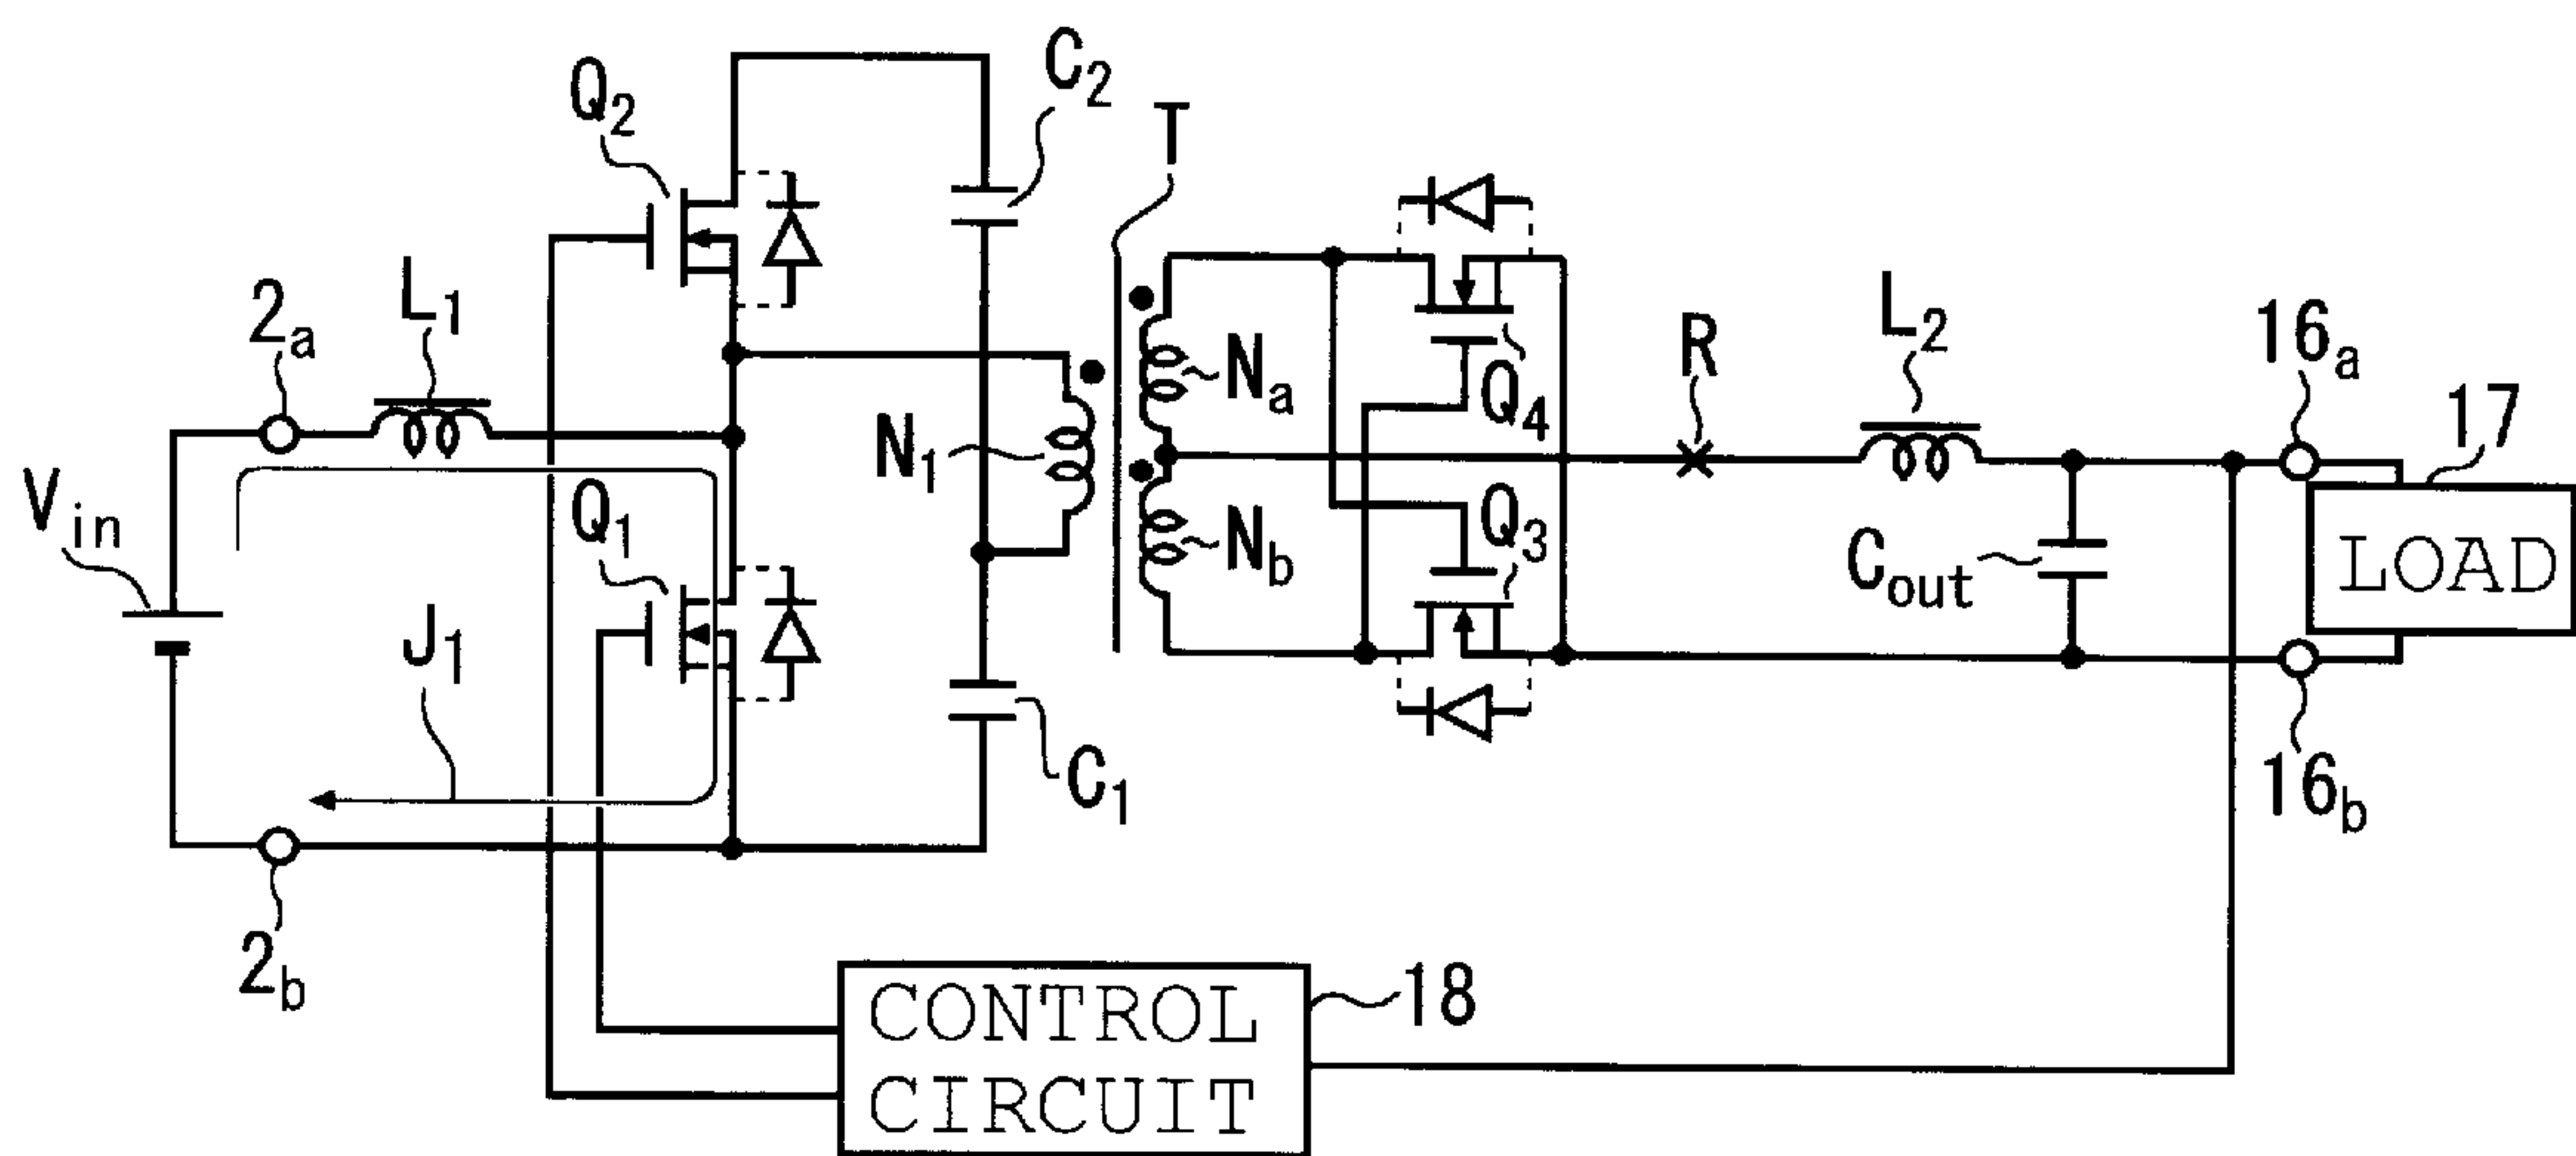 C2
Q2
T
2a
L1
Na
Q4
R
L2
16a
17
Vin
Q1
N1
Nb
Q3
Cout
LOAD
J1
C1
16b
2b
CONTROL
CIRCUIT
18